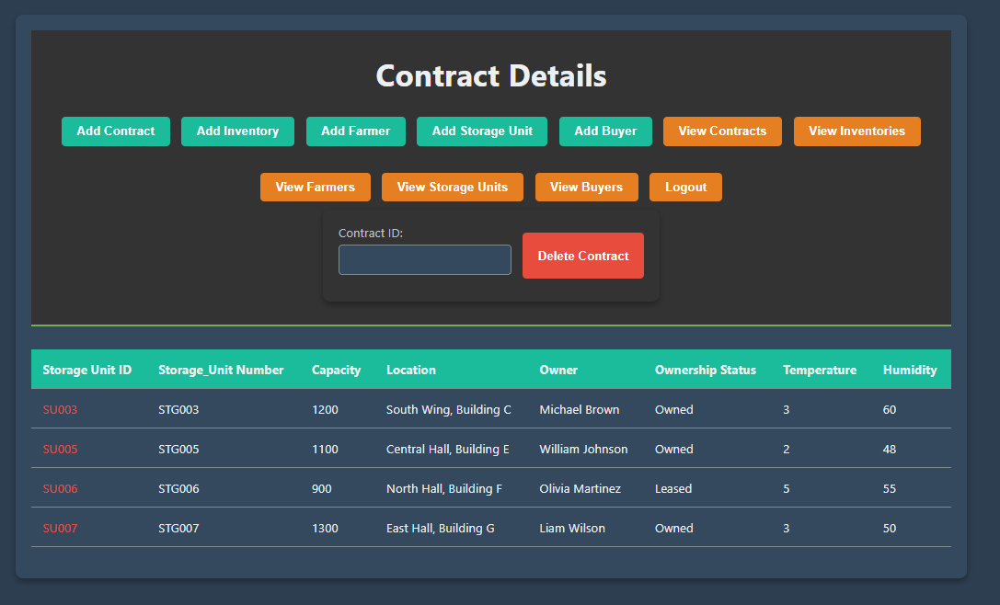 Contract Details
Add Contract Add Inventory Add Farmer Add Storage Unit Add Buyer View Contracts View Inventories
View Farmers View Storage Units View Buyers Logout
Contract ID:
Delete Contract
Storage Unit ID Storage_Unit Number Capacity Location Owner Ownership Status Temperature Humidity
SU003 STG003 1200 South Wing, Building C Michael Brown Owned 3 60
SU005 STG005 1100 Central Hall, Building E William Johnson Owned 2 48
SU006 STG006 900 North Hall, Building F Olivia Martinez Leased 5 55
SU007 STG007 1300 East Hall, Building G Liam Wilson Owned 3 50